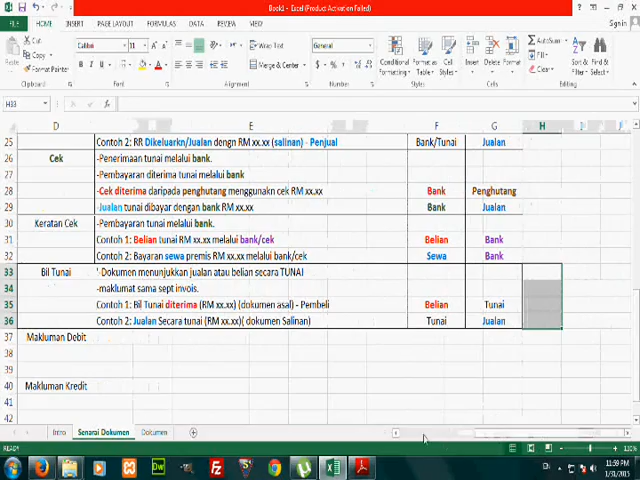 Book1 - Excel (Product Activation Failed)
FILE HOME INSERT PAGE LAYOUT FORMULAS DATA REVIEW VIEW Sign in
Cut
Copy
Format Painter
Paste
Calibri 11
B I U
Wrap Text
Merge & Center
General
$ %
Conditional Formatting
Format as Table
Cell Styles
Insert Delete Format
AutoSum
Fill
Clear
Sort & Filter
Find & Select
Clipboard Font Alignment Number Styles Cells Editing
H33
D E F G H I J
25 Contoh 2: RR Dikeluarkn/Jualan dengn RM xx.xx (salinan) - Penjual Bank/Tunai Jualan
26 Cek -Penerimaan tunai melalui bank.
27 -Pembayaran diterima tunai melalui bank
28 -Cek diterima daripada penghutang menggunakn cek RM xx.xx Bank Penghutang
29 -Jualan tunai dibayar dengan bank RM xx.xx Bank Jualan
30 Keratan Cek -Pembayaran tunai melalui bank.
31 Contoh 1: Belian tunai RM xx.xx melalui bank/cek Belian Bank
32 Contoh 2: Bayaran sewa premis RM xx.xx melalui bank/cek Sewa Bank
33 Bil Tunai '-Dokumen menunjukkan jualan atau belian secara TUNAI
34 -maklumat sama sept invois.
35 Contoh 1: Bil Tunai diterima (RM xx.xx) (dokumen asal) - Pembeli Belian Tunai
36 Contoh 2: Jualan Secara tunai (RM xx.xx)( dokumen Salinan) Tunai Jualan
37 Makluman Debit
38
39
40 Makluman Kredit
41
42
Intro Senarai Dokumen Dokumen
READY 130%
EN 11:59 PM
1/31/2015